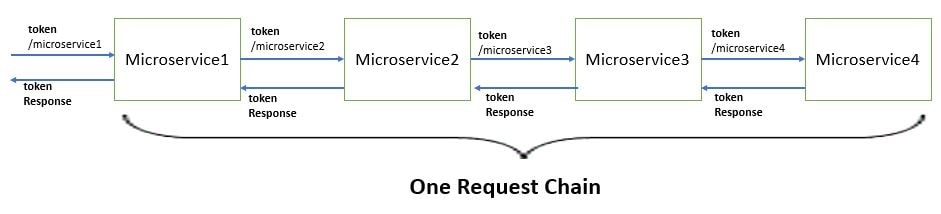 token
/microservice1
Microservice1
token
Response
token
/microservice2
Microservice2
token
Response
token
/microservice3
Microservice3
token
Response
token
/microservice4
Microservice4
token
Response
One Request Chain